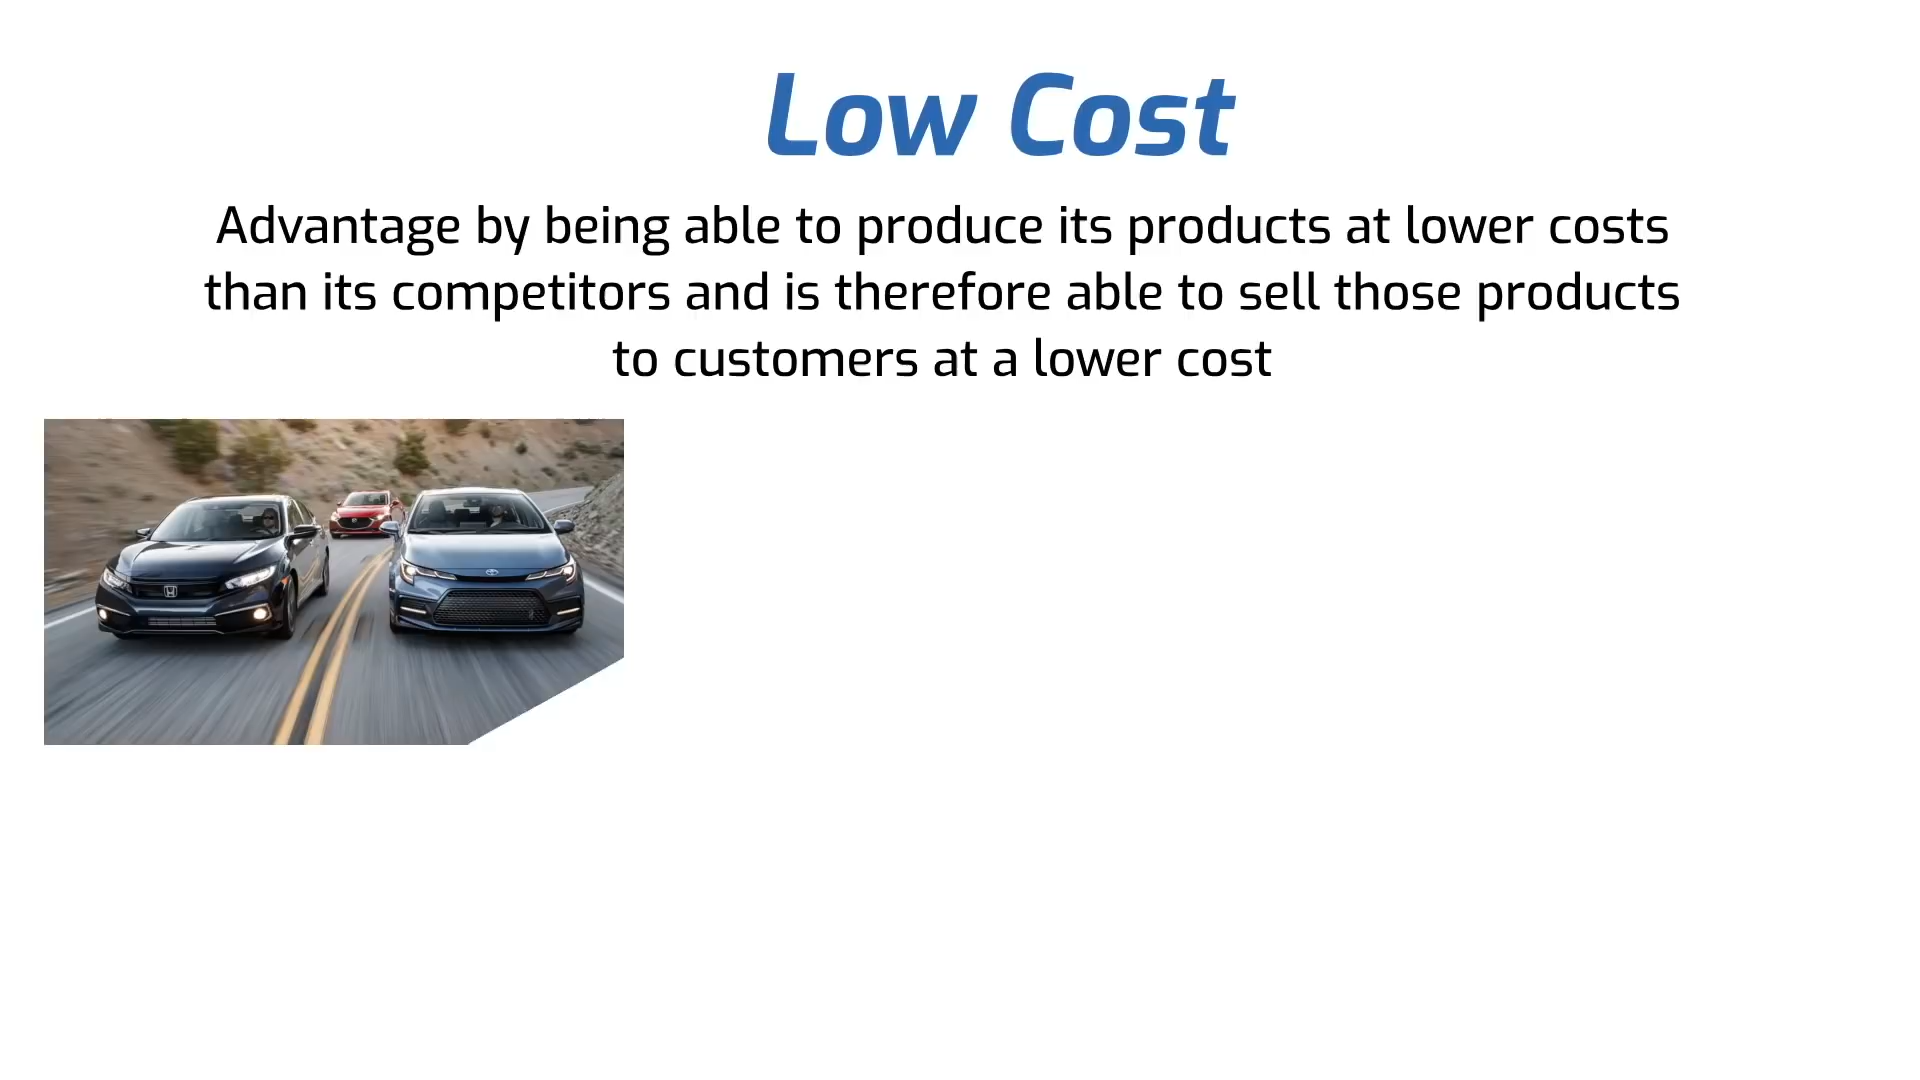 Low Cost
Advantage by being able to produce its products at lower costs
than its competitors and is therefore able to sell those products
to customers at a lower cost